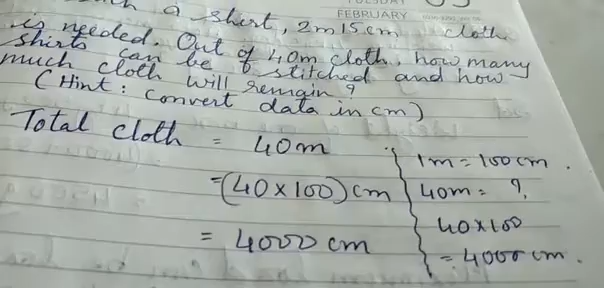 a shirt, 2m 15cm cloth
FEBRUARY
is needed. Out of 40m cloth, how many
shirts can be stitched and how
much cloth will remain ?
(Hint : convert data in cm)
Total cloth = 40m
= (40 x 100) cm
= 4000 cm
1m = 100 cm .
40m = ?
40 x 100
= 4000 cm .